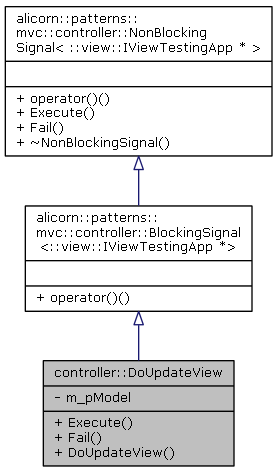 alicorn::patterns::
mvc::controller::NonBlocking
Signal< ::view::IViewTestingApp * >
+ operator()()
+ Execute()
+ Fail()
+ ~NonBlockingSignal()
alicorn::patterns::
mvc::controller::BlockingSignal
<::view::IViewTestingApp *>
+ operator()()
controller::DoUpdateView
- m_pModel
+ Execute()
+ Fail()
+ DoUpdateView()